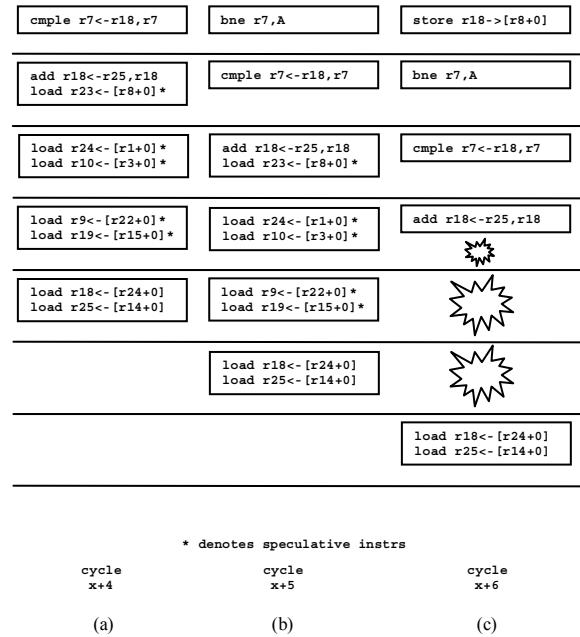 cmple r7<-r18,r7
bne r7,A
store r18->[r8+0]
add r18<-r25,r18
load r23<-[r8+0]*
cmple r7<-r18,r7
bne r7,A
load r24<-[r1+0]*
load r10<-[r3+0]*
add r18<-r25,r18
load r23<-[r8+0]*
cmple r7<-r18,r7
load r9<-[r22+0]*
load r19<-[r15+0]*
load r24<-[r1+0]*
load r10<-[r3+0]*
add r18<-r25,r18
load r18<-[r24+0]
load r25<-[r14+0]
load r9<-[r22+0]*
load r19<-[r15+0]*
load r18<-[r24+0]
load r25<-[r14+0]
load r18<-[r24+0]
load r25<-[r14+0]
* denotes speculative instrs
cycle
x+4
cycle
x+5
cycle
x+6
(a)
(b)
(c)